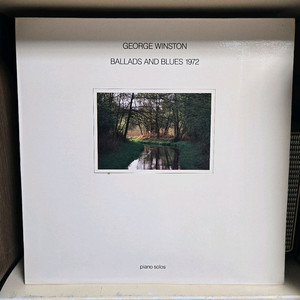 GEORGE WINSTON
BALLADS AND BLUES 1972
piano solos